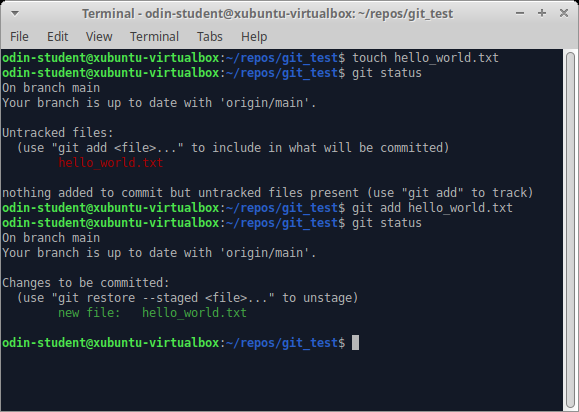 Terminal - odin-student@xubuntu-virtualbox: ~/repos/git_test
File Edit View Terminal Tabs Help
odin-student@xubuntu-virtualbox:~/repos/git_test$ touch hello_world.txt
odin-student@xubuntu-virtualbox:~/repos/git_test$ git status
On branch main
Your branch is up to date with 'origin/main'.

Untracked files:
  (use "git add <file>..." to include in what will be committed)
        hello_world.txt

nothing added to commit but untracked files present (use "git add" to track)
odin-student@xubuntu-virtualbox:~/repos/git_test$ git add hello_world.txt
odin-student@xubuntu-virtualbox:~/repos/git_test$ git status
On branch main
Your branch is up to date with 'origin/main'.

Changes to be committed:
  (use "git restore --staged <file>..." to unstage)
        new file:   hello_world.txt

odin-student@xubuntu-virtualbox:~/repos/git_test$